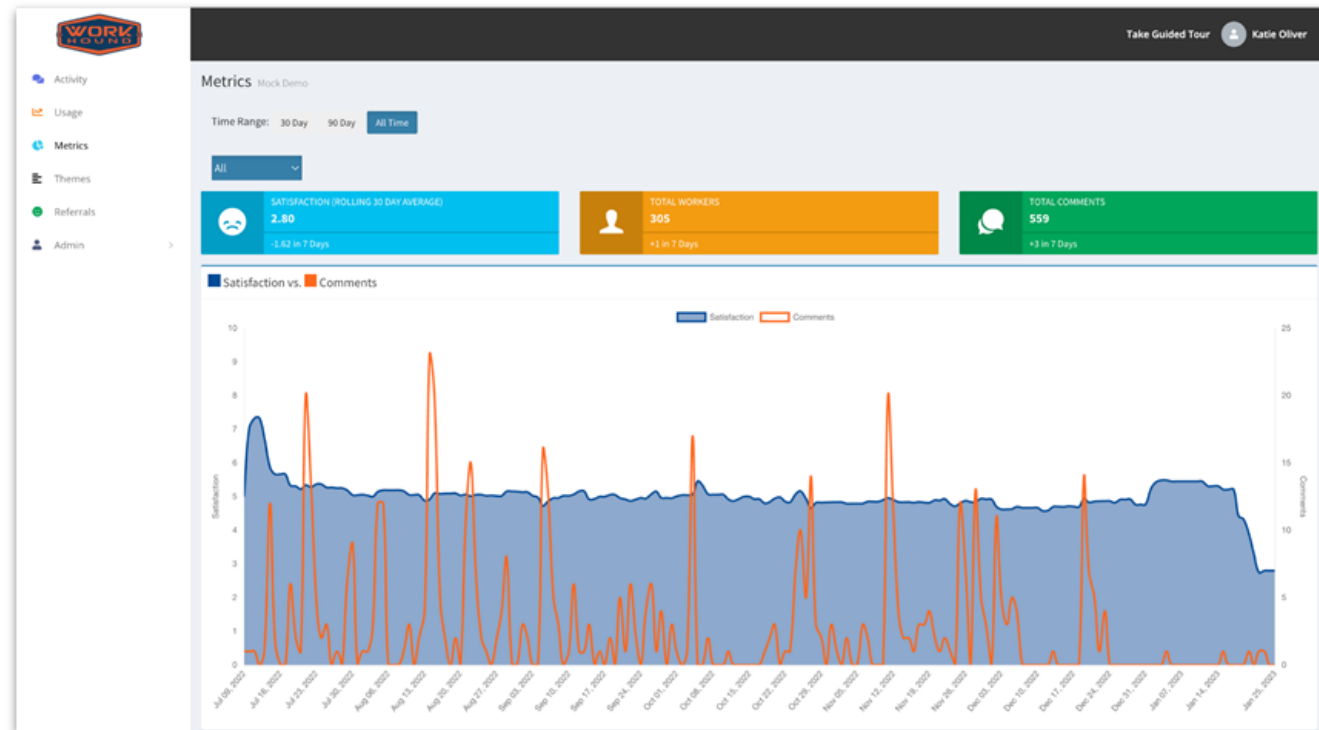 WORK
HOUND
Take Guided Tour
Katie Oliver
Activity
Usage
Metrics
Themes
Referrals
Admin
Metrics Mock Demo
Time Range: 30 Day 90 Day All Time
All
SATISFACTION (ROLLING 30 DAY AVERAGE)
2.80
-1.62 in 7 Days
TOTAL WORKERS
305
+1 in 7 Days
TOTAL COMMENTS
559
+3 in 7 Days
Satisfaction vs. Comments
Satisfaction Comments
10
9
8
7
6
5
4
3
2
1
0
Satisfaction
25
20
15
10
5
0
Comments
Jul 09, 2022
Jul 16, 2022
Jul 23, 2022
Jul 30, 2022
Aug 06, 2022
Aug 13, 2022
Aug 20, 2022
Aug 27, 2022
Sep 03, 2022
Sep 10, 2022
Sep 17, 2022
Sep 24, 2022
Oct 01, 2022
Oct 08, 2022
Oct 15, 2022
Oct 22, 2022
Oct 29, 2022
Nov 05, 2022
Nov 12, 2022
Nov 19, 2022
Nov 26, 2022
Dec 03, 2022
Dec 10, 2022
Dec 17, 2022
Dec 24, 2022
Dec 31, 2022
Jan 07, 2023
Jan 14, 2023
Jan 25, 2023